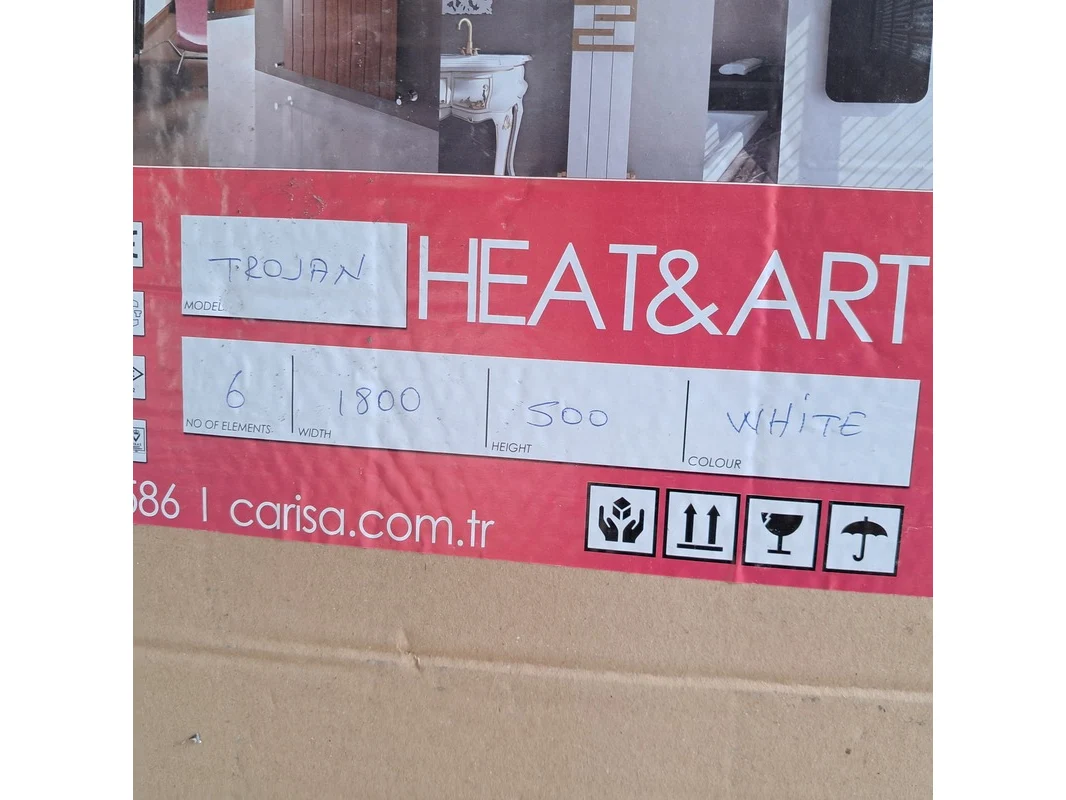 TROJAN
MODEL
HEAT&ART
6
NO OF ELEMENTS
1800
WIDTH
500
HEIGHT
WHiTE
COLOUR
586 | carisa.com.tr